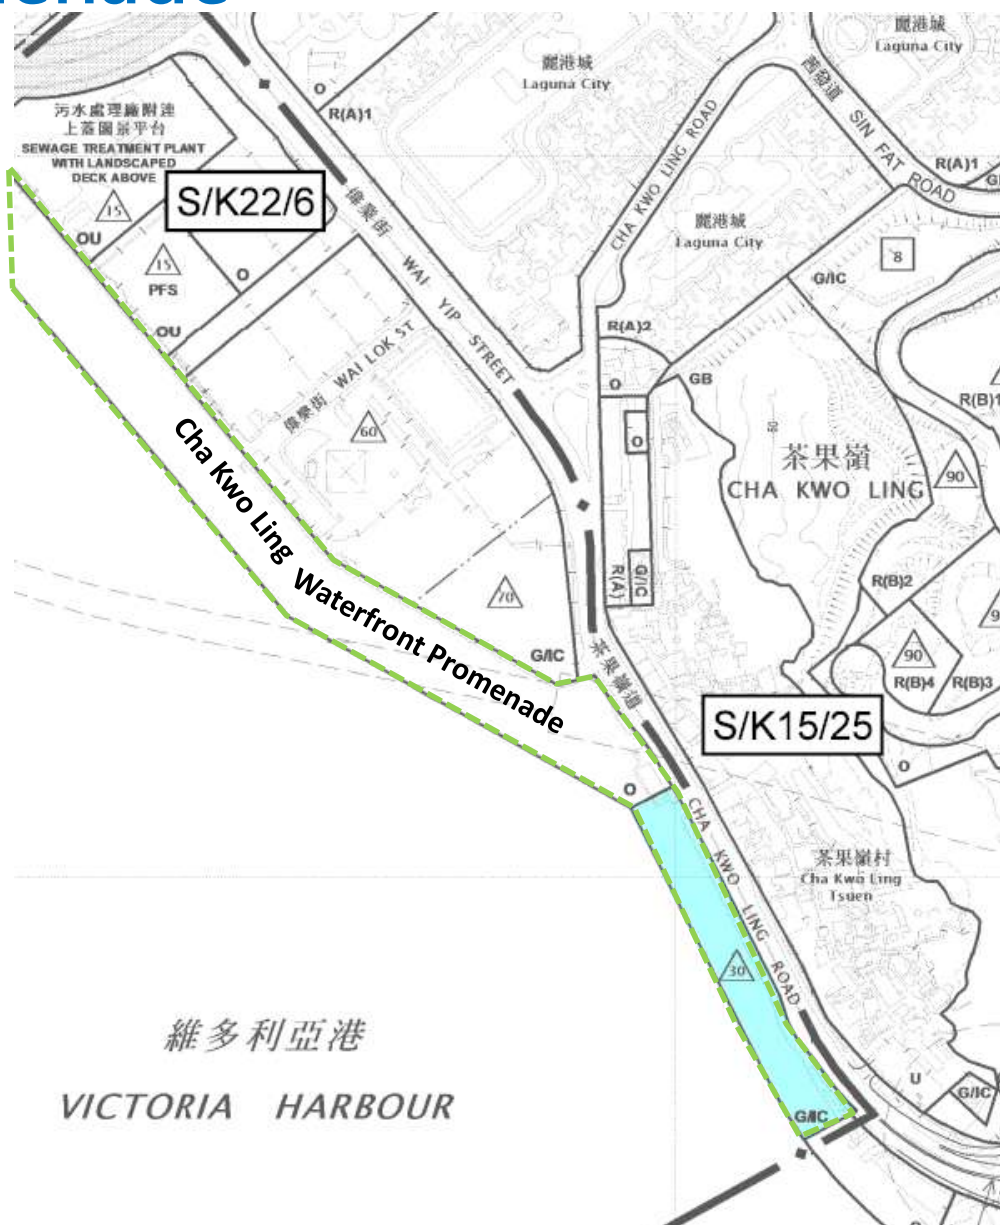 麗港城
Laguna City
麗港城
Laguna City
O
R(A)1
污水處理廠附連
上蓋園景平台
SEWAGE TREATMENT PLANT
WITH LANDSCAPED
DECK ABOVE
茜發道 SIN FAT ROAD
CHA KWO LING ROAD
R(A)1
S/K22/6
15
OU
偉業街 WAI YIP STREET
麗港城
Laguna City
8
G/IC
15
PFS
O
OU
R(A)2
WAI LOK ST
O
GB
R(B)1
60
O
Cha Kwo Ling Waterfront Promenade
60
茶果嶺
CHA KWO LING
90
R(A)
G/IC
R(B)2
70
G/IC
茶果嶺道
90
R(B)4
R(B)3
S/K15/25
O
O
CHA KWO LING ROAD
茶果嶺村
Cha Kwo Ling
Tsuen
30
維多利亞港
VICTORIA HARBOUR
U
G/IC
G/IC